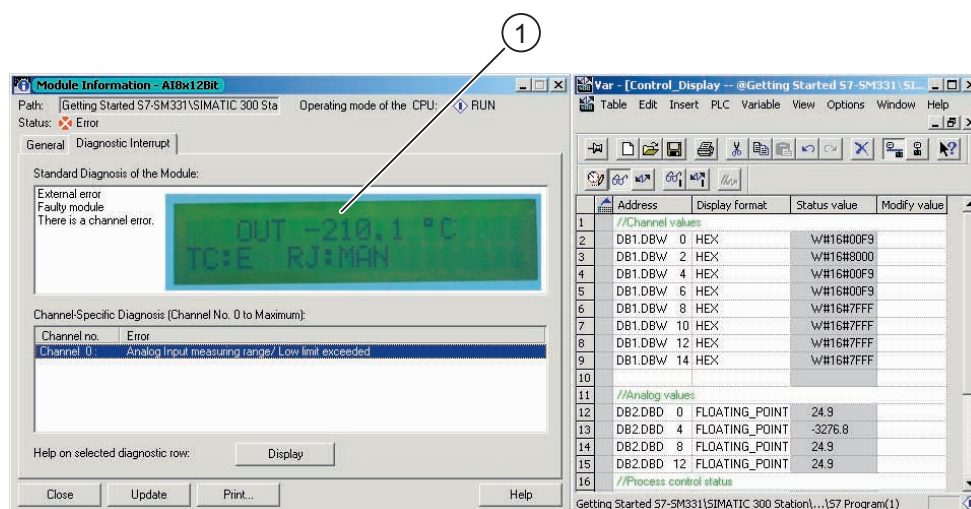 1
Module Information - AI8x12Bit
Path: Getting Started S7-SM331\SIMATIC 300 Sta Operating mode of the CPU: RUN
Status: Error
General Diagnostic Interrupt
Standard Diagnosis of the Module:
External error
Faulty module
There is a channel error.
OUT -210.1 °C
TC:E RJ:MAN
Channel-Specific Diagnosis (Channel No. 0 to Maximum):
Channel no. Error
Channel 0 : Analog Input measuring range/ Low limit exceeded
Help on selected diagnostic row: Display
Close Update Print... Help
Var - [Control_Display -- @Getting Started S7-SM331\SI...
Table Edit Insert PLC Variable View Options Window Help
Address Display format Status value Modify value
1 //Channel values
2 DB1.DBW 0 HEX W#16#00F9
3 DB1.DBW 2 HEX W#16#8000
4 DB1.DBW 4 HEX W#16#00F9
5 DB1.DBW 6 HEX W#16#00F9
6 DB1.DBW 8 HEX W#16#7FFF
7 DB1.DBW 10 HEX W#16#7FFF
8 DB1.DBW 12 HEX W#16#7FFF
9 DB1.DBW 14 HEX W#16#7FFF
10
11 //Analog values
12 DB2.DBD 0 FLOATING_POINT 24.9
13 DB2.DBD 4 FLOATING_POINT -3276.8
14 DB2.DBD 8 FLOATING_POINT 24.9
15 DB2.DBD 12 FLOATING_POINT 24.9
16 //Process control status
Getting Started S7-SM331\SIMATIC 300 Station\...\S7 Program(1)